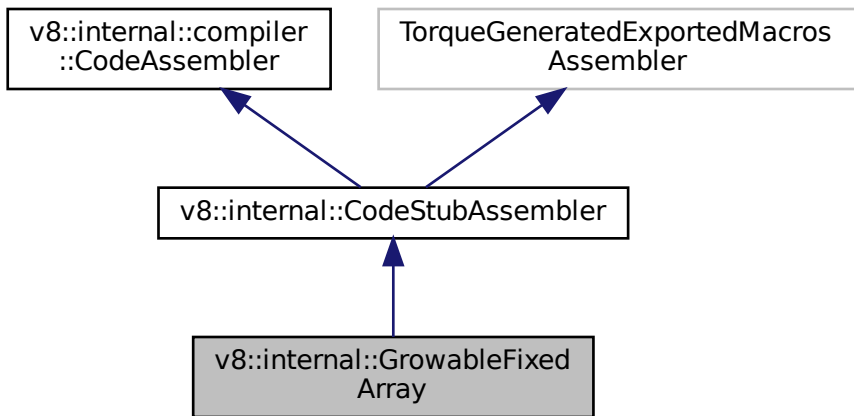 v8::internal::compiler
::CodeAssembler
TorqueGeneratedExportedMacros
Assembler
v8::internal::CodeStubAssembler
v8::internal::GrowableFixed
Array